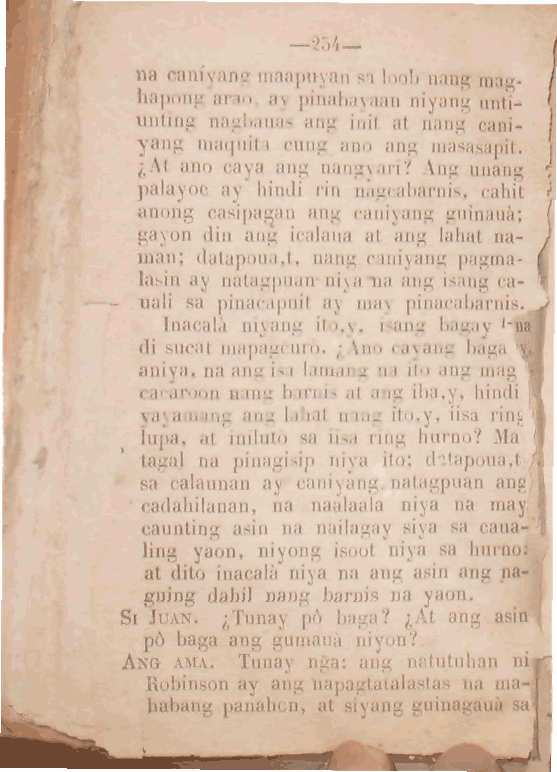 —254—
na caniyang maapuyan sa loob nang mag-
hapong arao, ay pinabayaan niyang unti-
unting nagbauas ang init at nang cani-
yang maquita cung ano ang masasapit.
¿At ano caya ang nangyari? Ang unang
palayoc ay hindi rin nagcabarnis, cahit
anong casipagan ang caniyang guinauà;
gayon din ang icalaua at ang lahat na-
man; datapoua,t, nang caniyang pagma-
lasin ay natagpuan niya na ang isang ca-
uali sa pinacapuit ay may pinacabarnis.
Inacalà niyang ito,y, isang bagay na
di sucat mapagcuro. ¿Ano cayang baga
aniya, na ang isa lamang na ito ang mag
cacaroon nang barnis at ang iba,y, hindi
yayamang ang lahat nang ito,y, iisa ring
lupa, at iniluto sa iisa ring hurno? Ma
tagal na pinagisip niya ito; datapoua,t
sa calaunan ay caniyang natagpuan ang
cadahilanan, na naalaala niya na may
caunting asin na nailagay siya sa caua-
ling yaon, niyong isoot niya sa hurno:
at dito inacalà niya na ang asin ang na-
guing dahil nang barnis na yaon.
SI JUAN. ¿Tunay pô baga? ¿At ang asin
pô baga ang gumauà niyon?
ANG AMA. Tunay nga: ang natutuhan ni
Robinson ay ang napagtatalastas na ma-
habang panahon, at siyang guinagauà sa